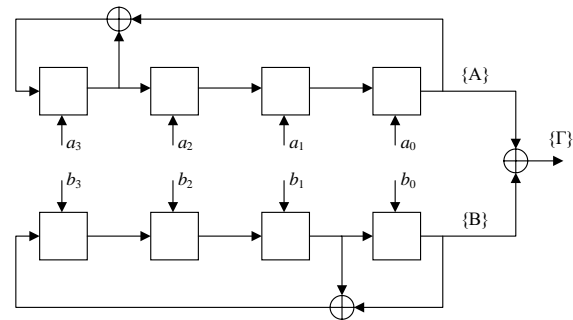 {A}
a₃ a₂ a₁ a₀
{Γ}
b₃ b₂ b₁ b₀
{B}